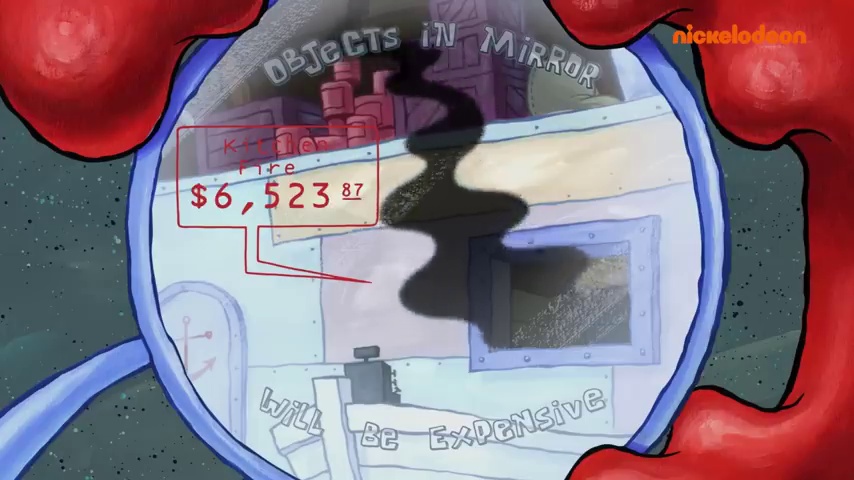 nickelodeon
OBJECTS IN MIRROR
Kitchen
Fire
$6,523 87
WILL BE EXPENSIVE